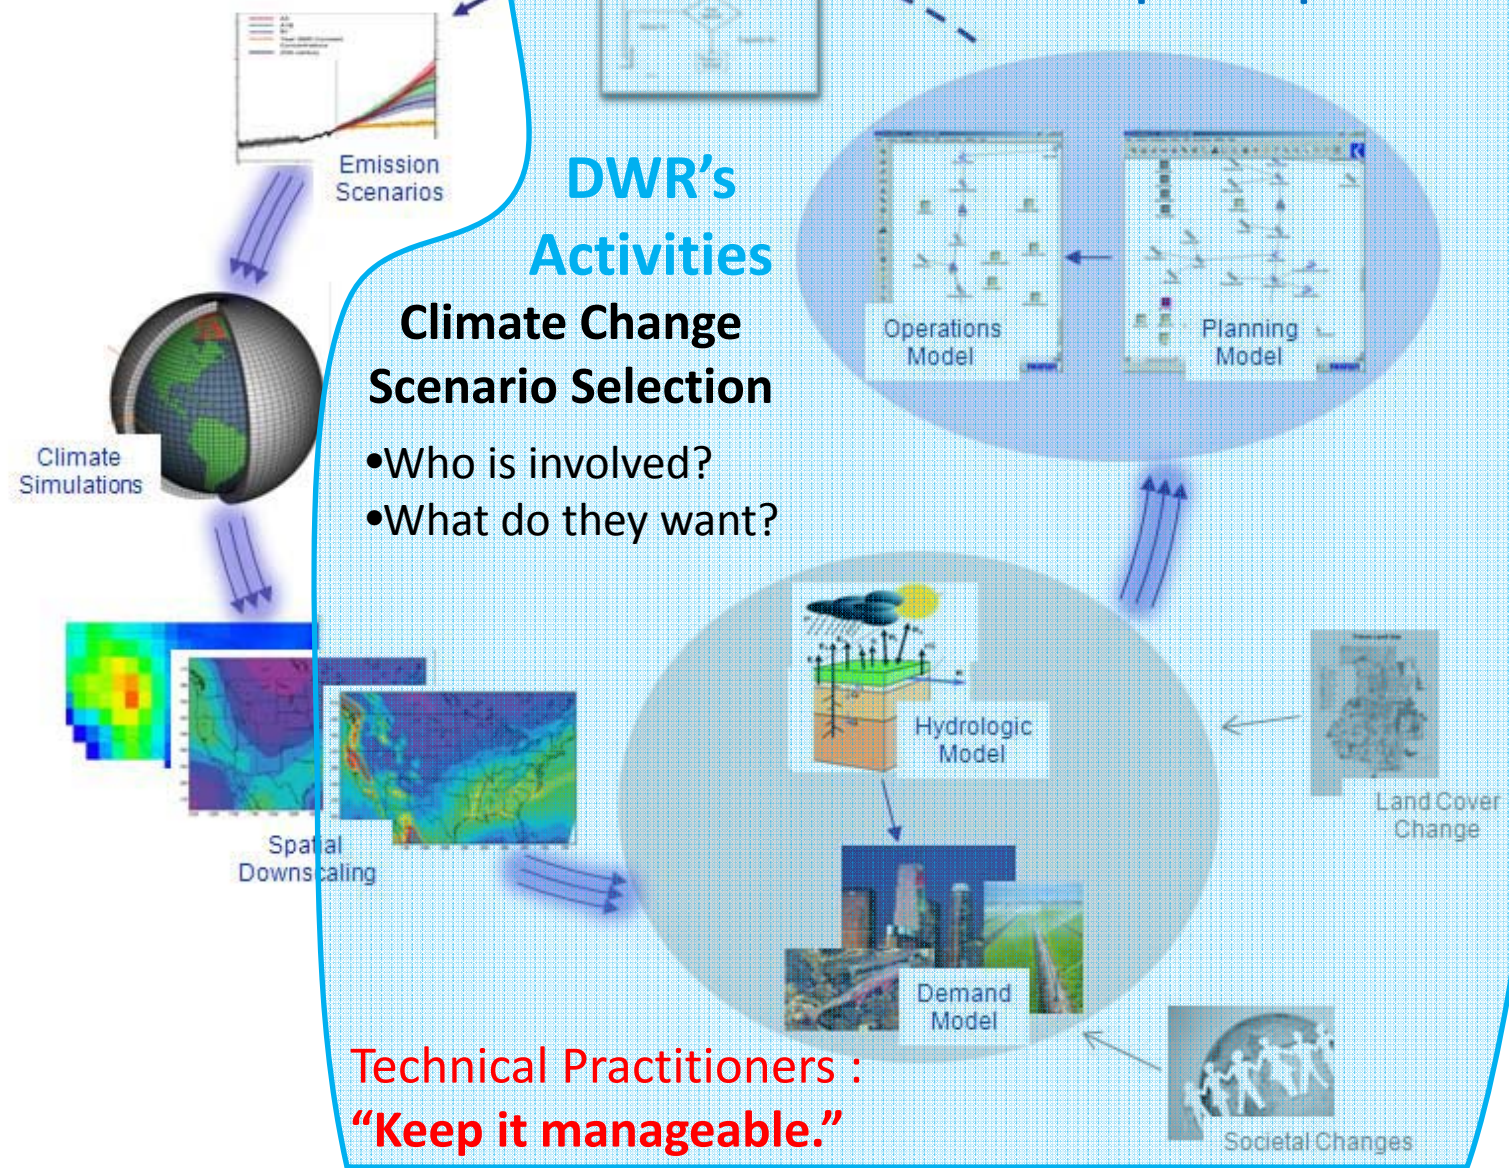 Emission
Scenarios
DWR’s
Activities
Climate Change
Scenario Selection
•Who is involved?
•What do they want?
Operations
Model
Planning
Model
Climate
Simulations
Hydrologic
Model
Land Cover
Change
Spatial
Downscaling
Demand
Model
Technical Practitioners :
“Keep it manageable.”
Societal Changes